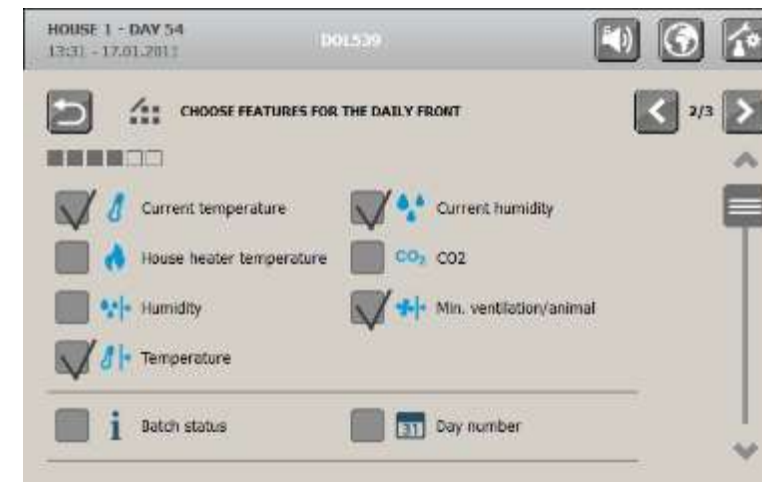 HOUSE 1 - DAY 54
13:31 - 17.01.2011
DOL539
CHOOSE FEATURES FOR THE DAILY FRONT
2/3
Current temperature
Current humidity
House heater temperature
CO₂ CO2
Humidity
Min. ventilation/animal
Temperature
Batch status
31 Day number